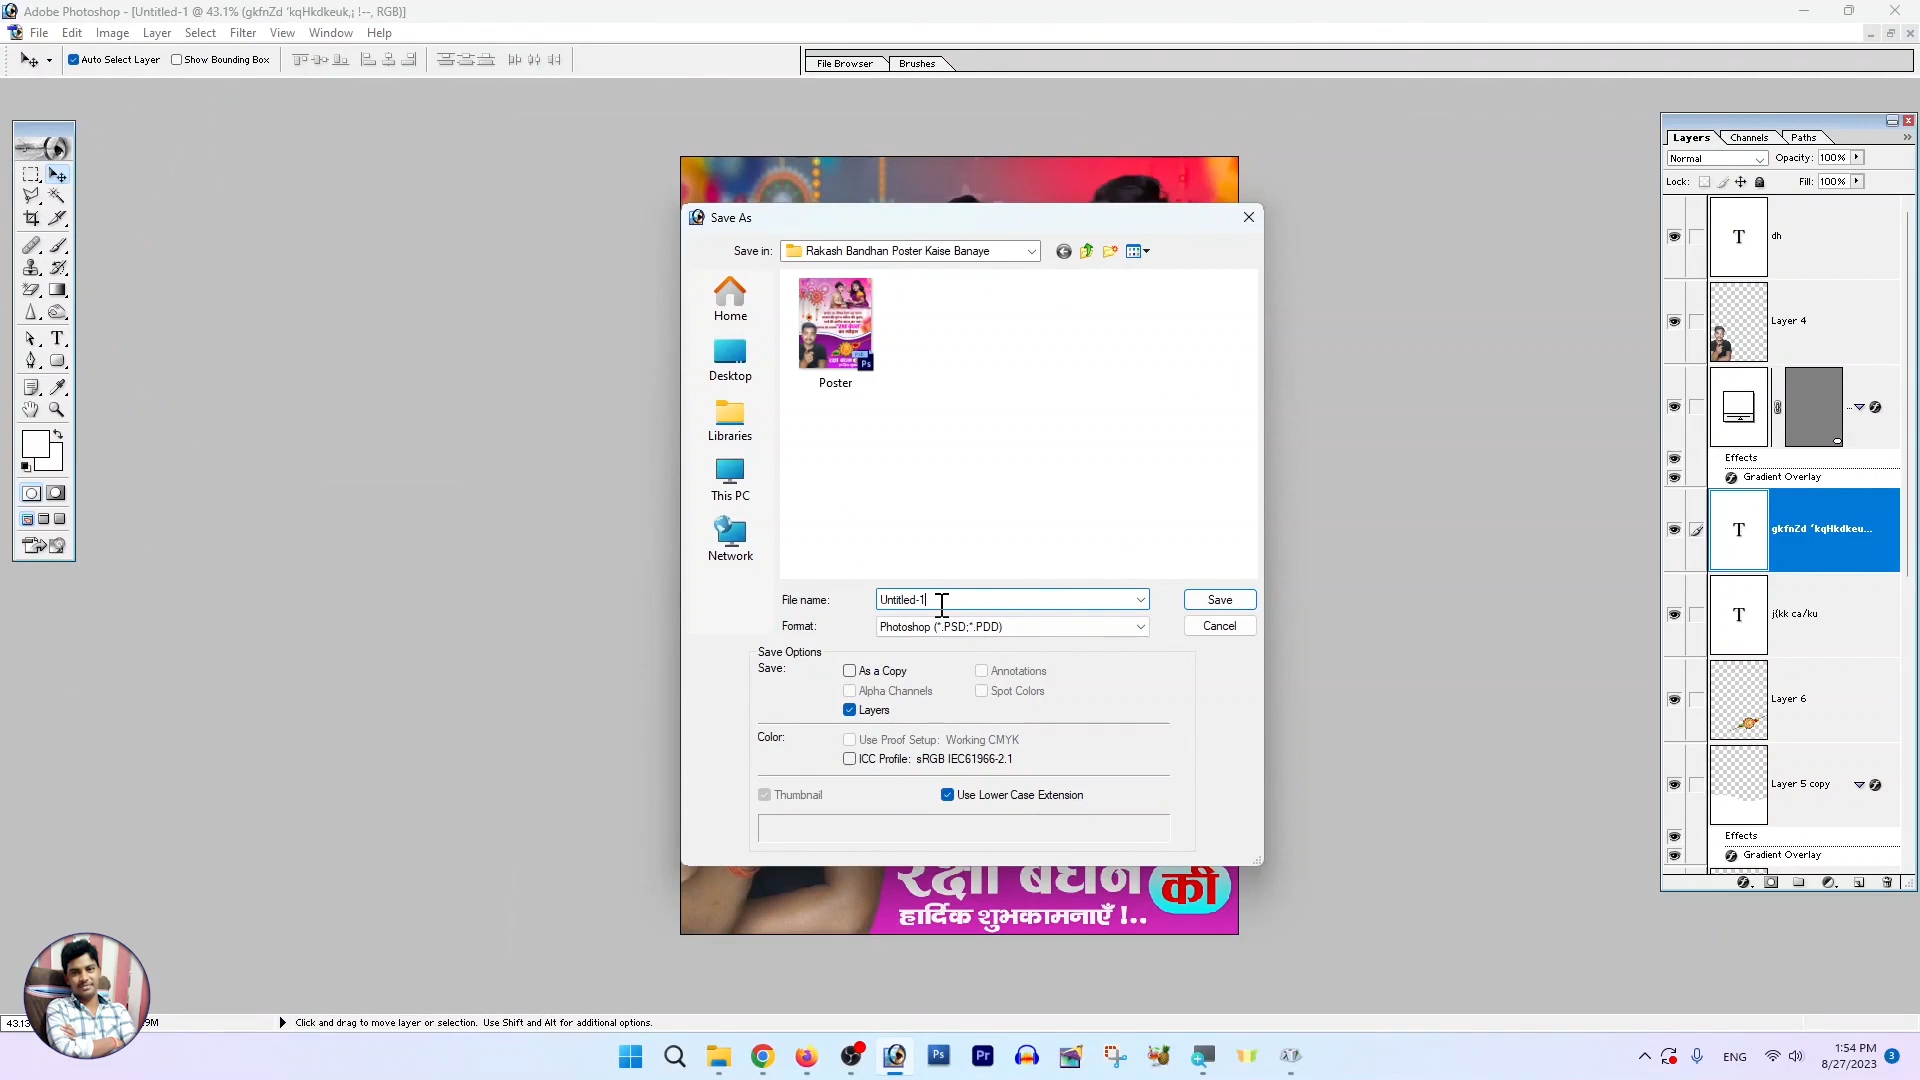 Adobe Photoshop - [Untitled-1 @ 43.1% (gkfnZd 'kqHkdkeuk,¡ !--, RGB)]
File Edit Image Layer Select Filter View Window Help
Auto Select Layer Show Bounding Box
File Browser Brushes
Layers Channels Paths
Normal Opacity: 100%
Lock: Fill: 100%
T dh
Layer 4
...
Effects
Gradient Overlay
T gkfnZd 'kqHkdkeu...
T j{kk ca/ku
Layer 6
Layer 5 copy
Effects
Gradient Overlay
Save As
Save in: Rakash Bandhan Poster Kaise Banaye
Home
Desktop
Libraries
This PC
Network
Poster
File name: Untitled-1 Save
Format: Photoshop (*.PSD;*.PDD) Cancel
Save Options
Save: As a Copy Annotations
Alpha Channels Spot Colors
Layers
Color: Use Proof Setup: Working CMYK
ICC Profile: sRGB IEC61966-2.1
Thumbnail Use Lower Case Extension
रक्षा बंधन की
हार्दिक शुभकामनाएँ !..
Click and drag to move layer or selection. Use Shift and Alt for additional options.
Ps Pr
ENG
1:54 PM
8/27/2023
3